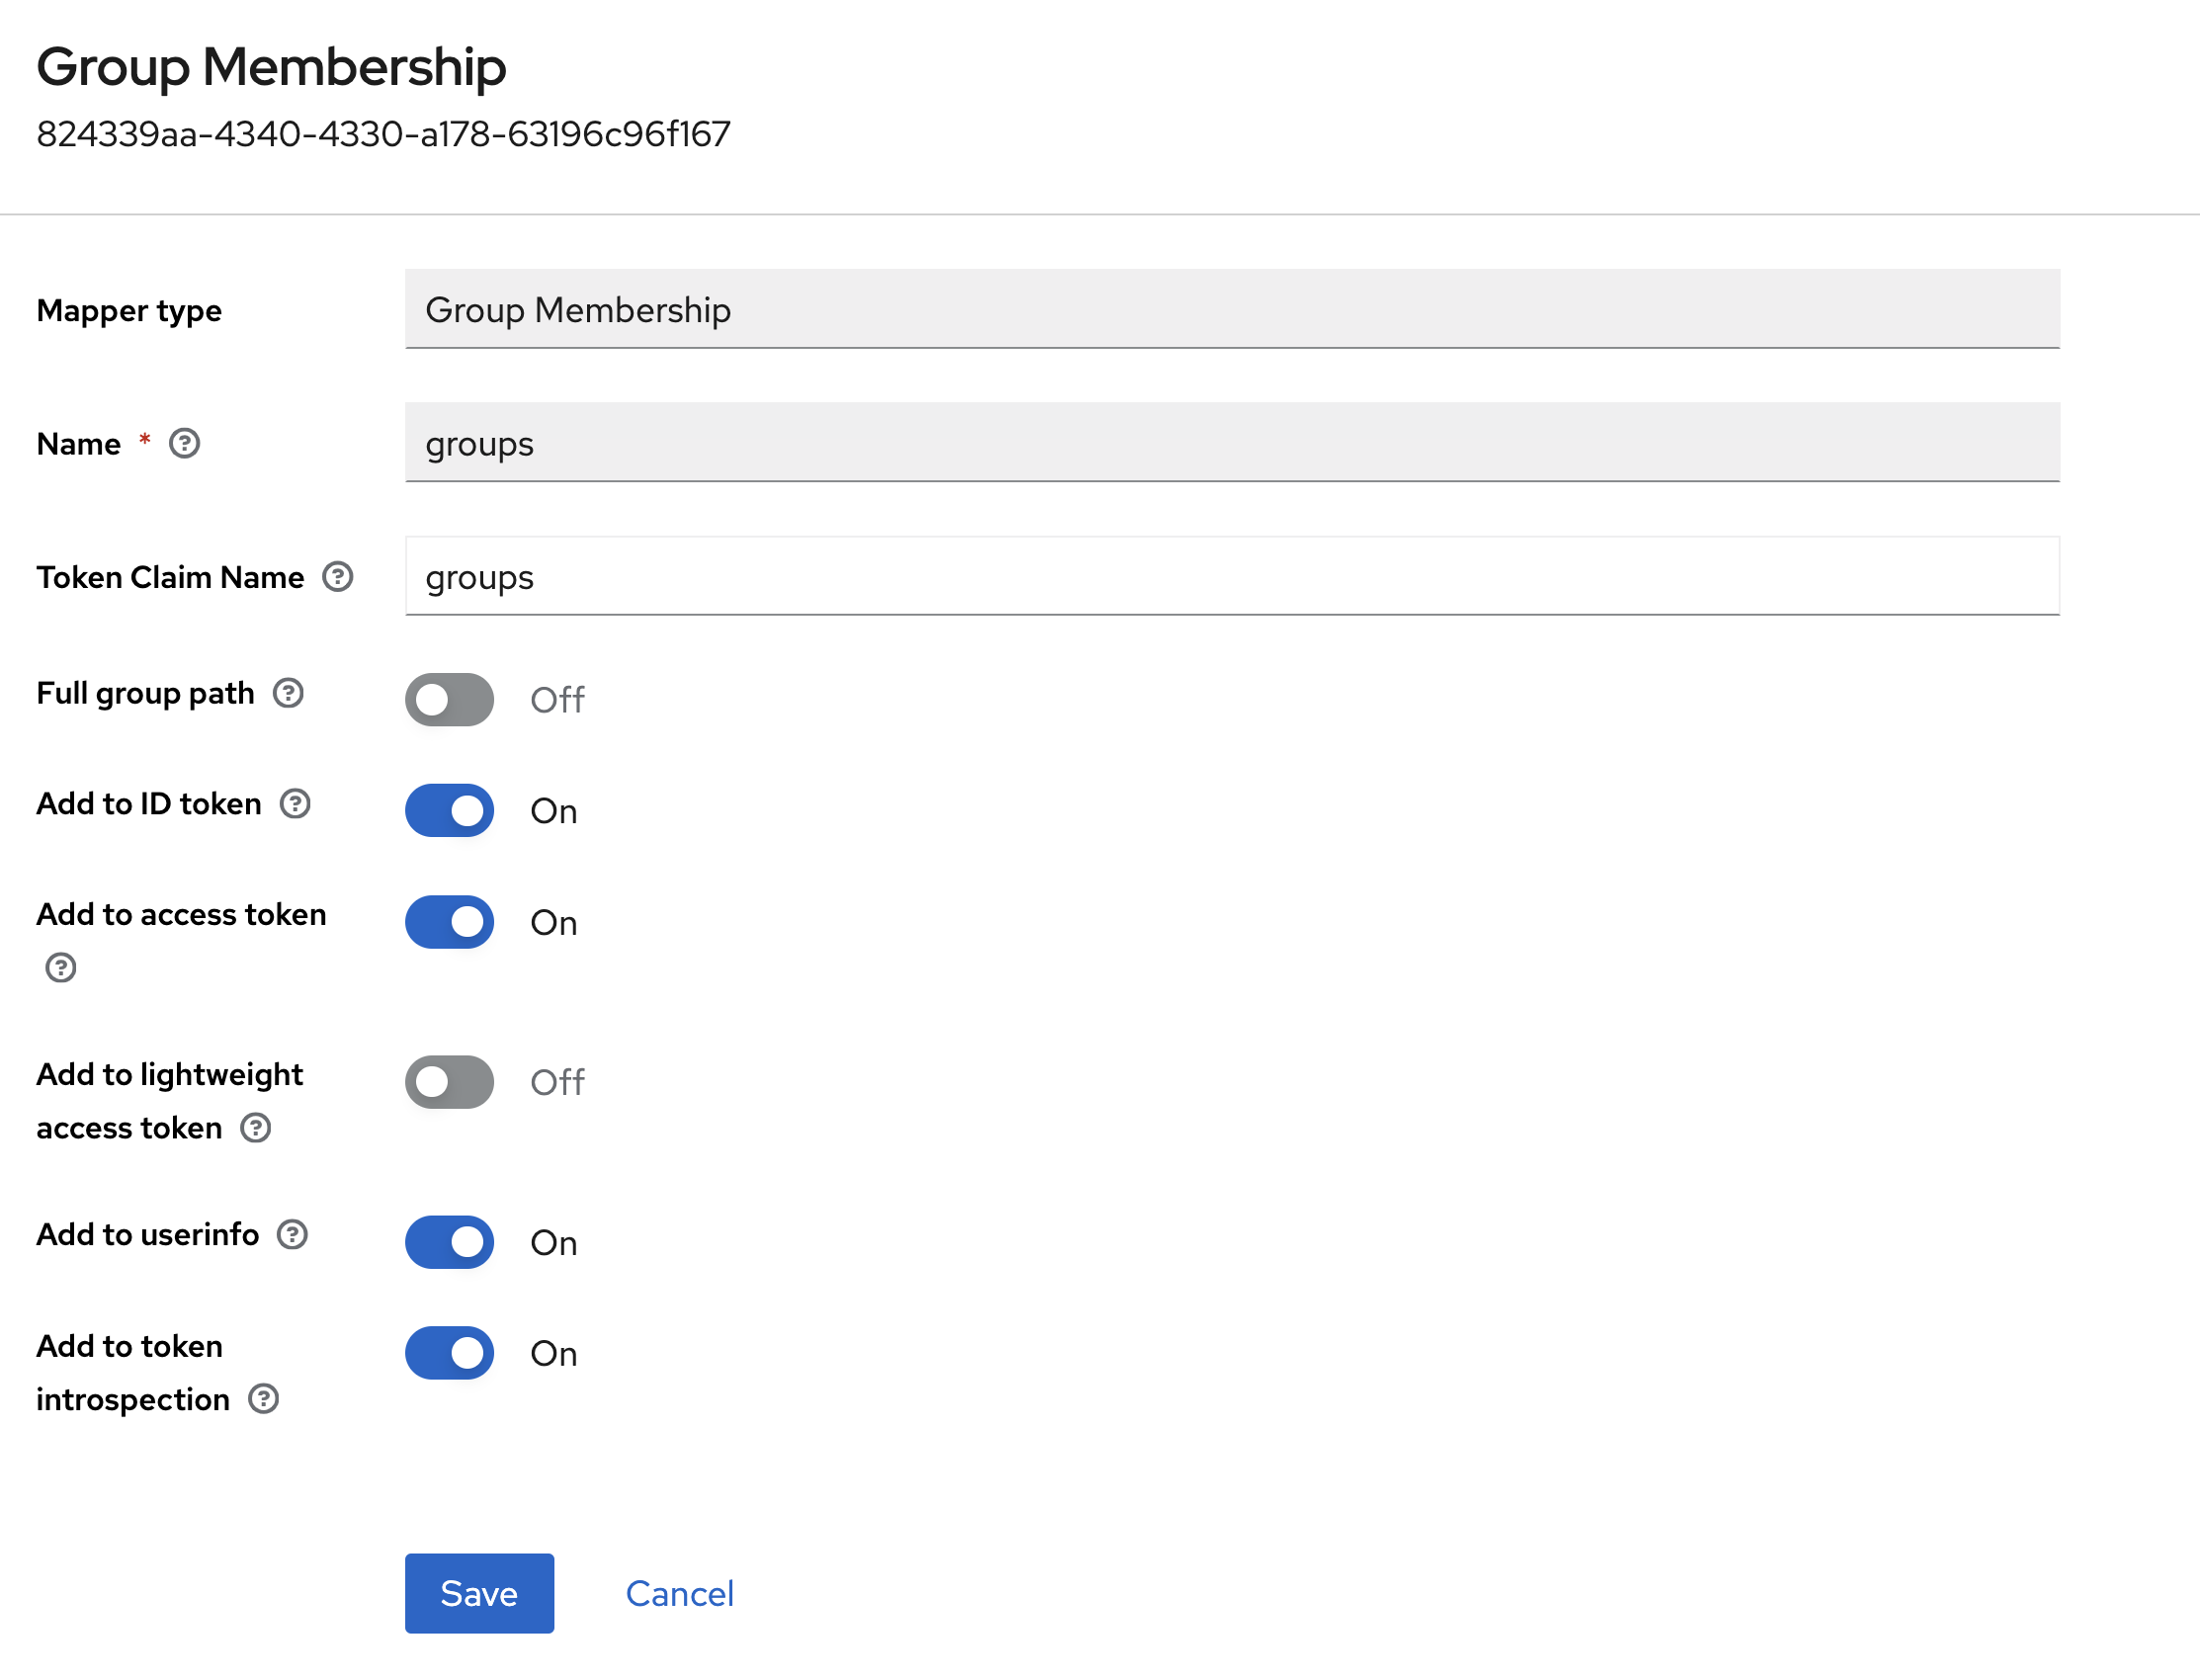 Group Membership
824339aa-4340-4330-a178-63196c96f167
Mapper type
Group Membership
Name *
groups
Token Claim Name
groups
Full group path
Off
Add to ID token
On
Add to access token
On
Add to lightweight
access token
Off
Add to userinfo
On
Add to token
introspection
On
Save
Cancel